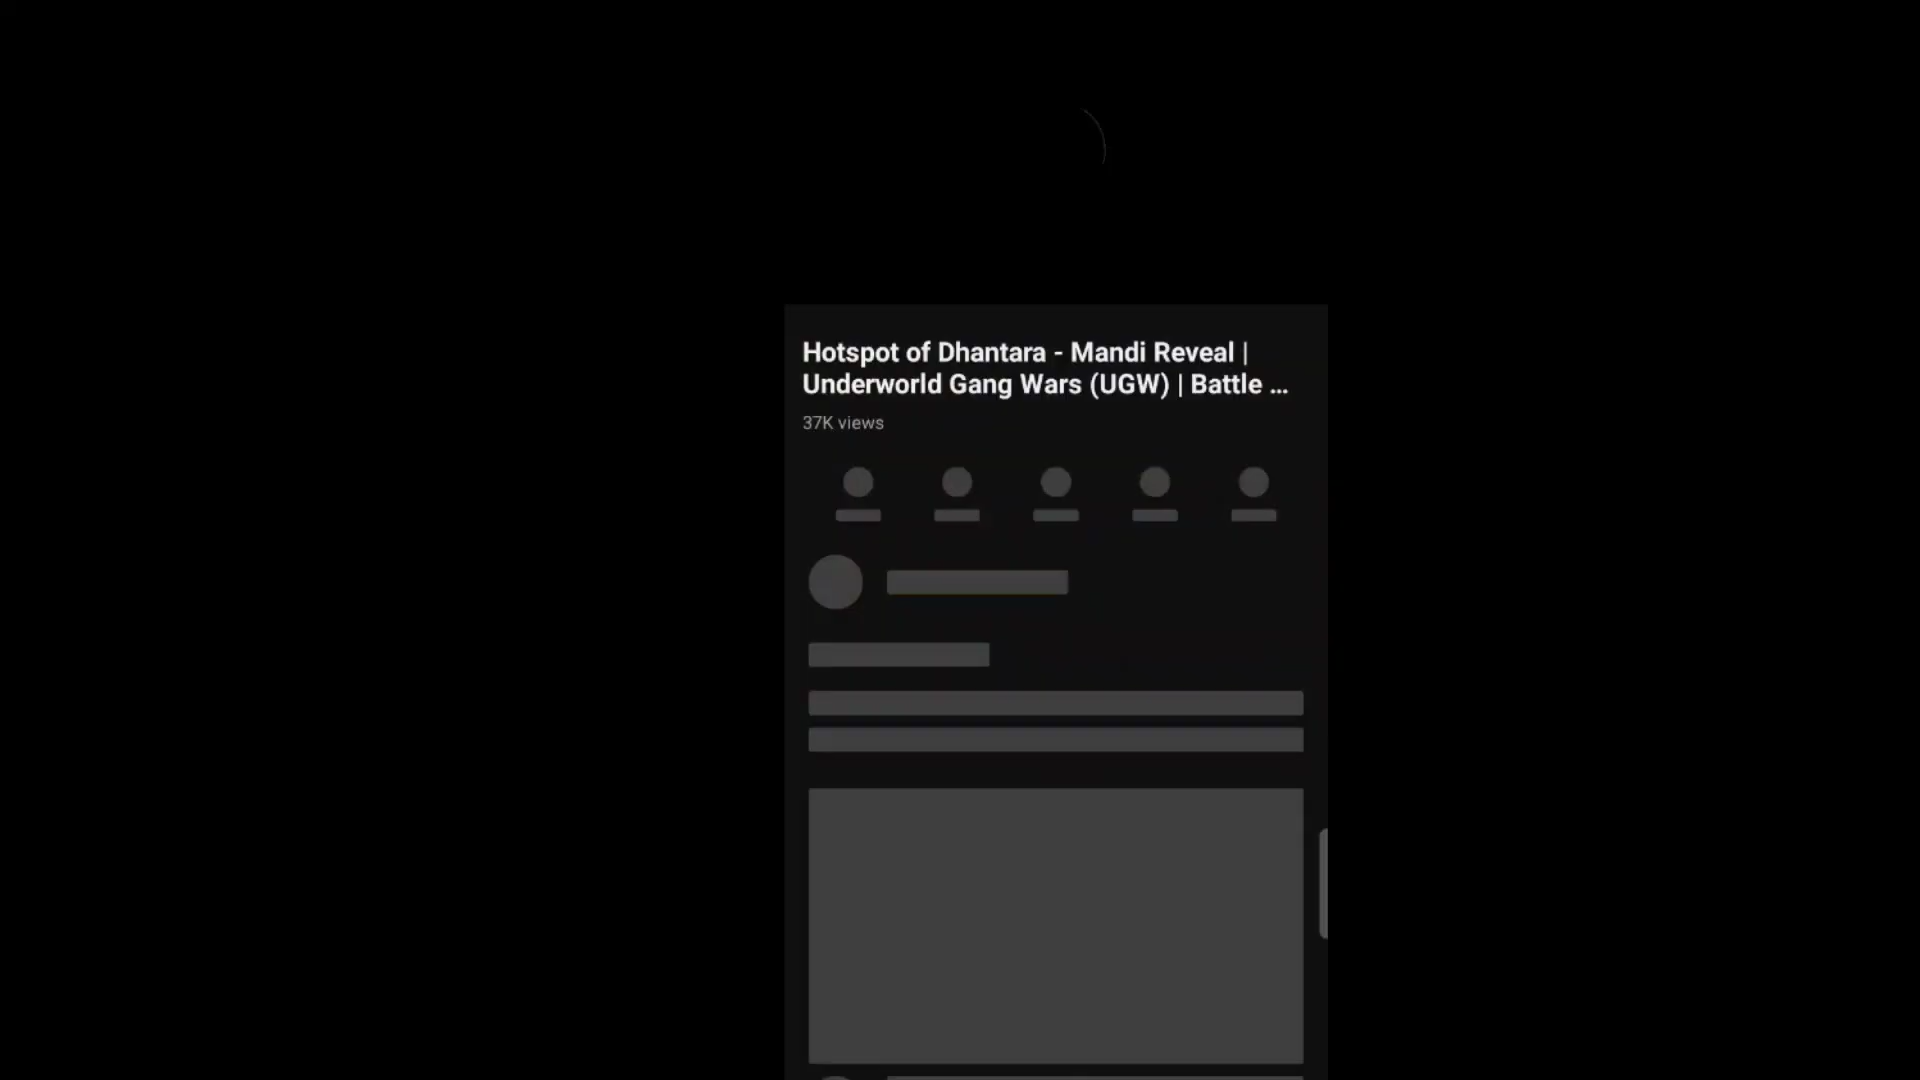 Hotspot of Dhantara - Mandi Reveal |
Underworld Gang Wars (UGW) | Battle ...
37K views